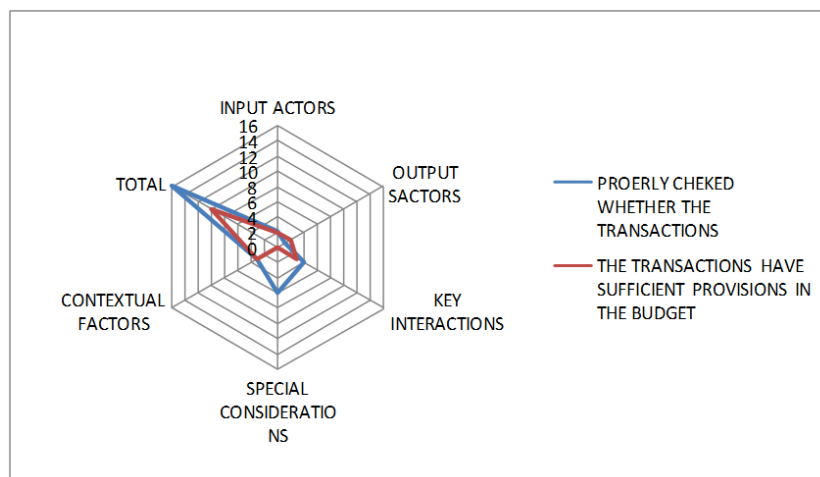 INPUT ACTORS
16
14
12
10
8
6
4
2
0
OUTPUT
SACTORS
KEY
INTERACTIONS
SPECIAL
CONSIDERATIO
NS
CONTEXTUAL
FACTORS
TOTAL
PROERLY CHEKED
WHETHER THE
TRANSACTIONS
THE TRANSACTIONS HAVE
SUFFICIENT PROVISIONS IN
THE BUDGET